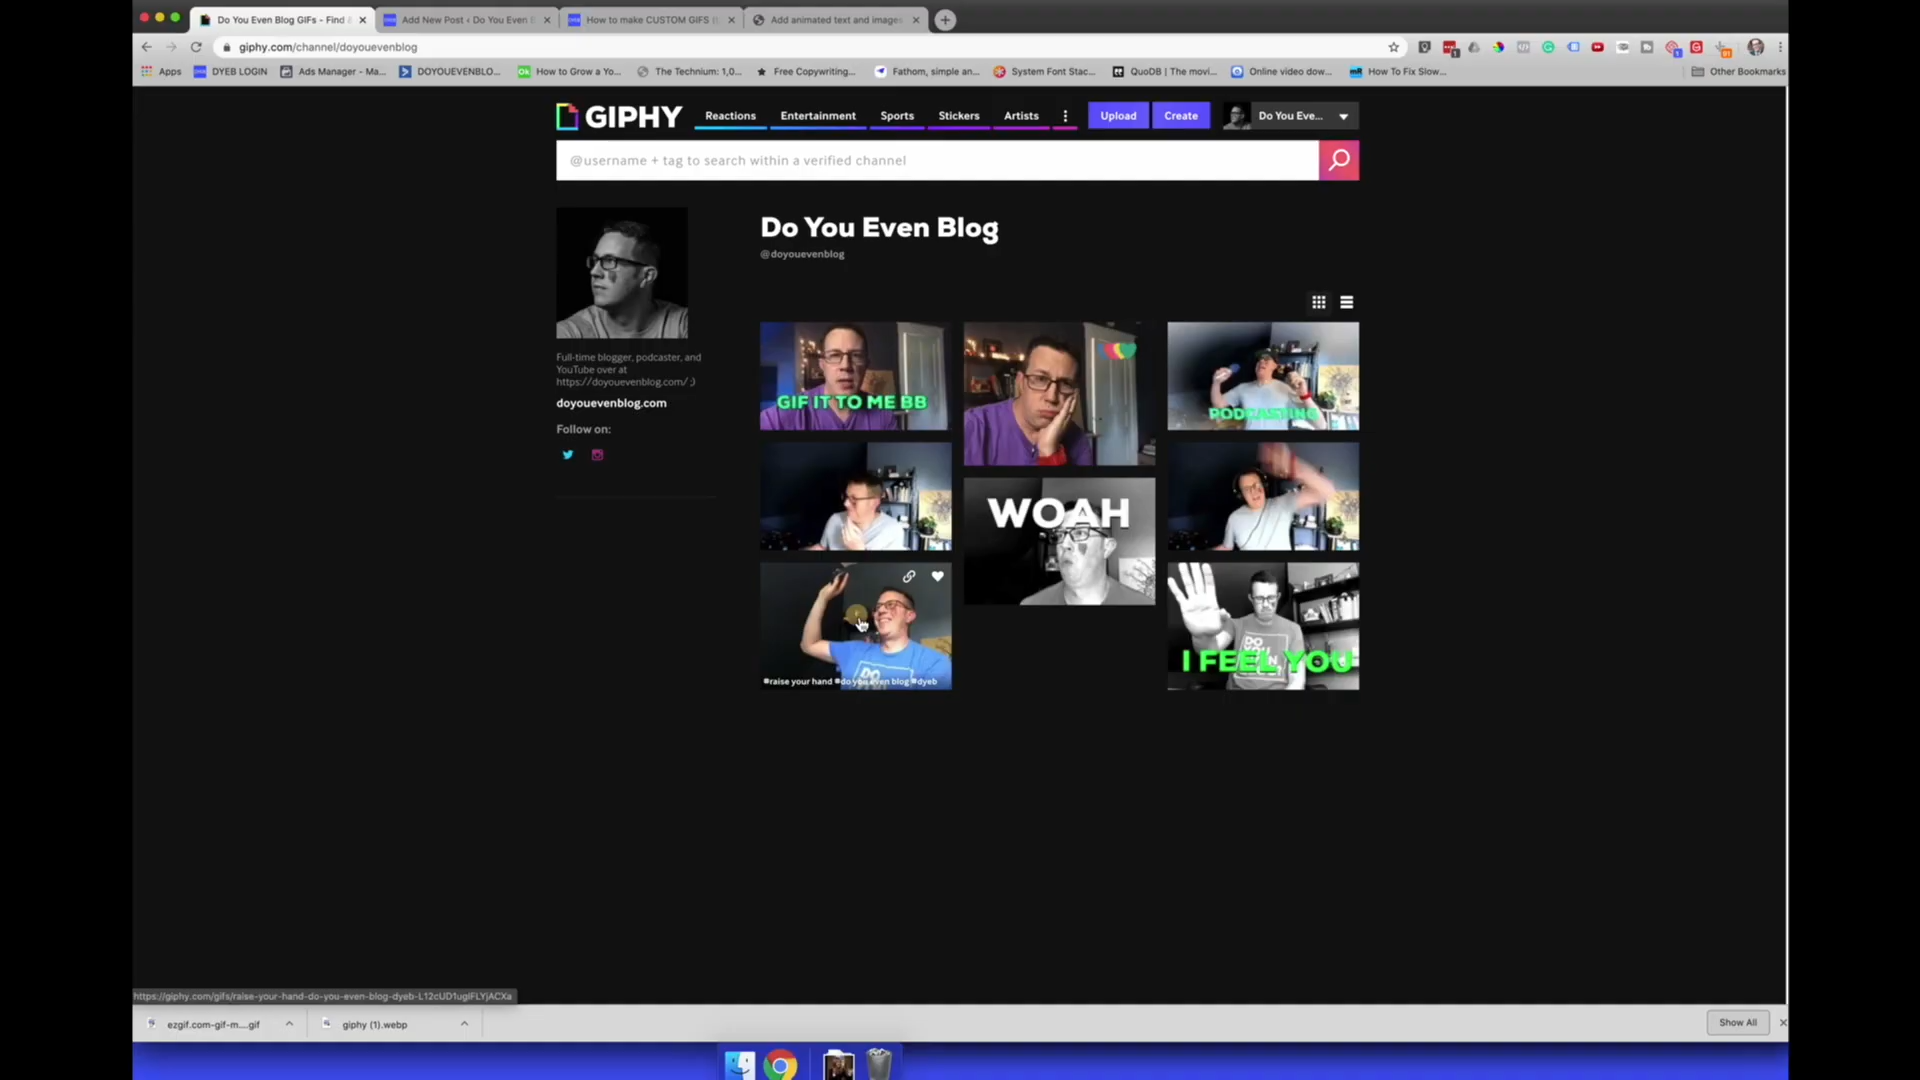 Do You Even Blog GIFs - Find &
Add New Post ‹ Do You Even B
How to make CUSTOM GIFS (
Add animated text and images
giphy.com/channel/doyouevenblog
Apps
DYEB LOGIN
Ads Manager - Ma...
DOYOUEVENBLO...
How to Grow a Yo...
The Technium: 1,0...
Free Copywriting...
Fathom, simple an...
System Font Stac...
QuoDB | The movi...
Online video dow...
How To Fix Slow...
Other Bookmarks
GIPHY
Reactions
Entertainment
Sports
Stickers
Artists
Upload
Create
Do You Eve...
@username + tag to search within a verified channel
Do You Even Blog
@doyouevenblog
Full-time blogger, podcaster, and
YouTube over at
https://doyouevenblog.com/ ;)
doyouevenblog.com
Follow on:
GIF IT TO ME BB
PODCASTING
WOAH
#raise your hand #do you even blog #dyeb
I FEEL YOU
https://giphy.com/gifs/raise-your-hand-do-you-even-blog-dyeb-L12cUD1uglFLYjACXa
ezgif.com-gif-m....gif
giphy (1).webp
Show All